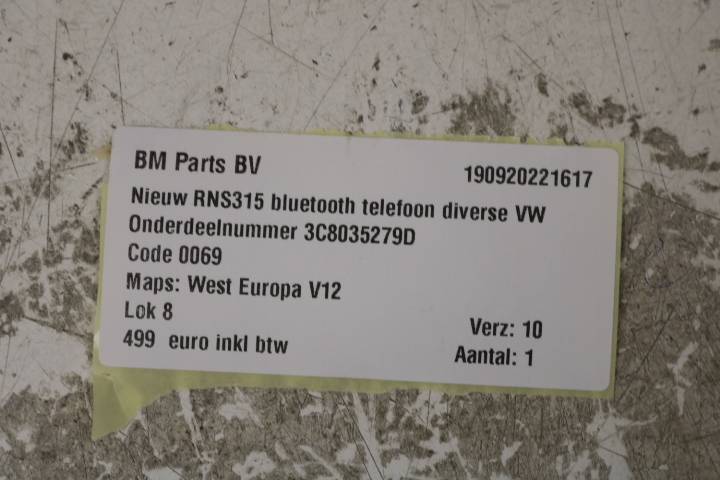 BM Parts BV 190920221617
Nieuw RNS315 bluetooth telefoon diverse VW
Onderdeelnummer 3C8035279D
Code 0069
Maps: West Europa V12
Lok 8 Verz: 10
499 euro inkl btw Aantal: 1